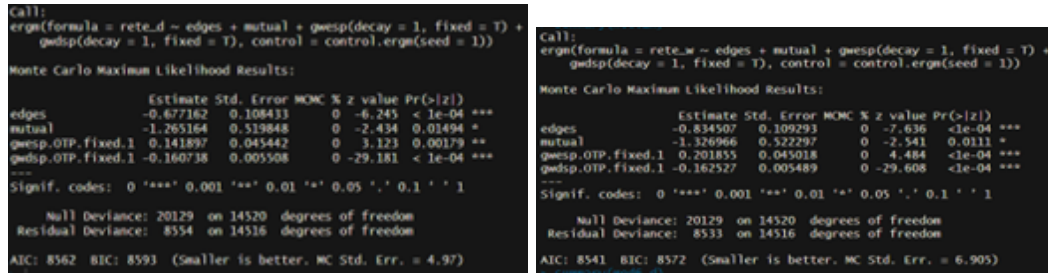 Call:
ergm(formula = rete_d ~ edges + mutual + gwesp(decay = 1, fixed = T) +
gwdsp(decay = 1, fixed = T), control = control.ergm(seed = 1))
Monte Carlo Maximum Likelihood Results:
Estimate Std. Error MCMC % z value Pr(>|z|)
edges -0.677162 0.108433 0 -6.245 < 1e-04 ***
mutual -1.265164 0.519848 0 -2.434 0.01494 *
gwesp.OTP.fixed.1 0.141897 0.045442 0 3.123 0.00179 **
gwdsp.OTP.fixed.1 -0.160738 0.005508 0 -29.181 < 1e-04 ***
---
Signif. codes: 0 '***' 0.001 '**' 0.01 '*' 0.05 '.' 0.1 ' ' 1
Null Deviance: 20129 on 14520 degrees of freedom
Residual Deviance: 8554 on 14516 degrees of freedom
AIC: 8562 BIC: 8593 (Smaller is better. MC Std. Err. = 4.97)
Call:
ergm(formula = rete_w ~ edges + mutual + gwesp(decay = 1, fixed = T) +
gwdsp(decay = 1, fixed = T), control = control.ergm(seed = 1))
Monte Carlo Maximum Likelihood Results:
Estimate Std. Error MCMC % z value Pr(>|z|)
edges -0.834507 0.109293 0 -7.636 <1e-04 ***
mutual -1.326966 0.522297 0 -2.541 0.0111 *
gwesp.OTP.fixed.1 0.201855 0.045018 0 4.484 <1e-04 ***
gwdsp.OTP.fixed.1 -0.162527 0.005489 0 -29.608 <1e-04 ***
---
Signif. codes: 0 '***' 0.001 '**' 0.01 '*' 0.05 '.' 0.1 ' ' 1
Null Deviance: 20129 on 14520 degrees of freedom
Residual Deviance: 8533 on 14516 degrees of freedom
AIC: 8541 BIC: 8572 (Smaller is better. MC Std. Err. = 6.905)